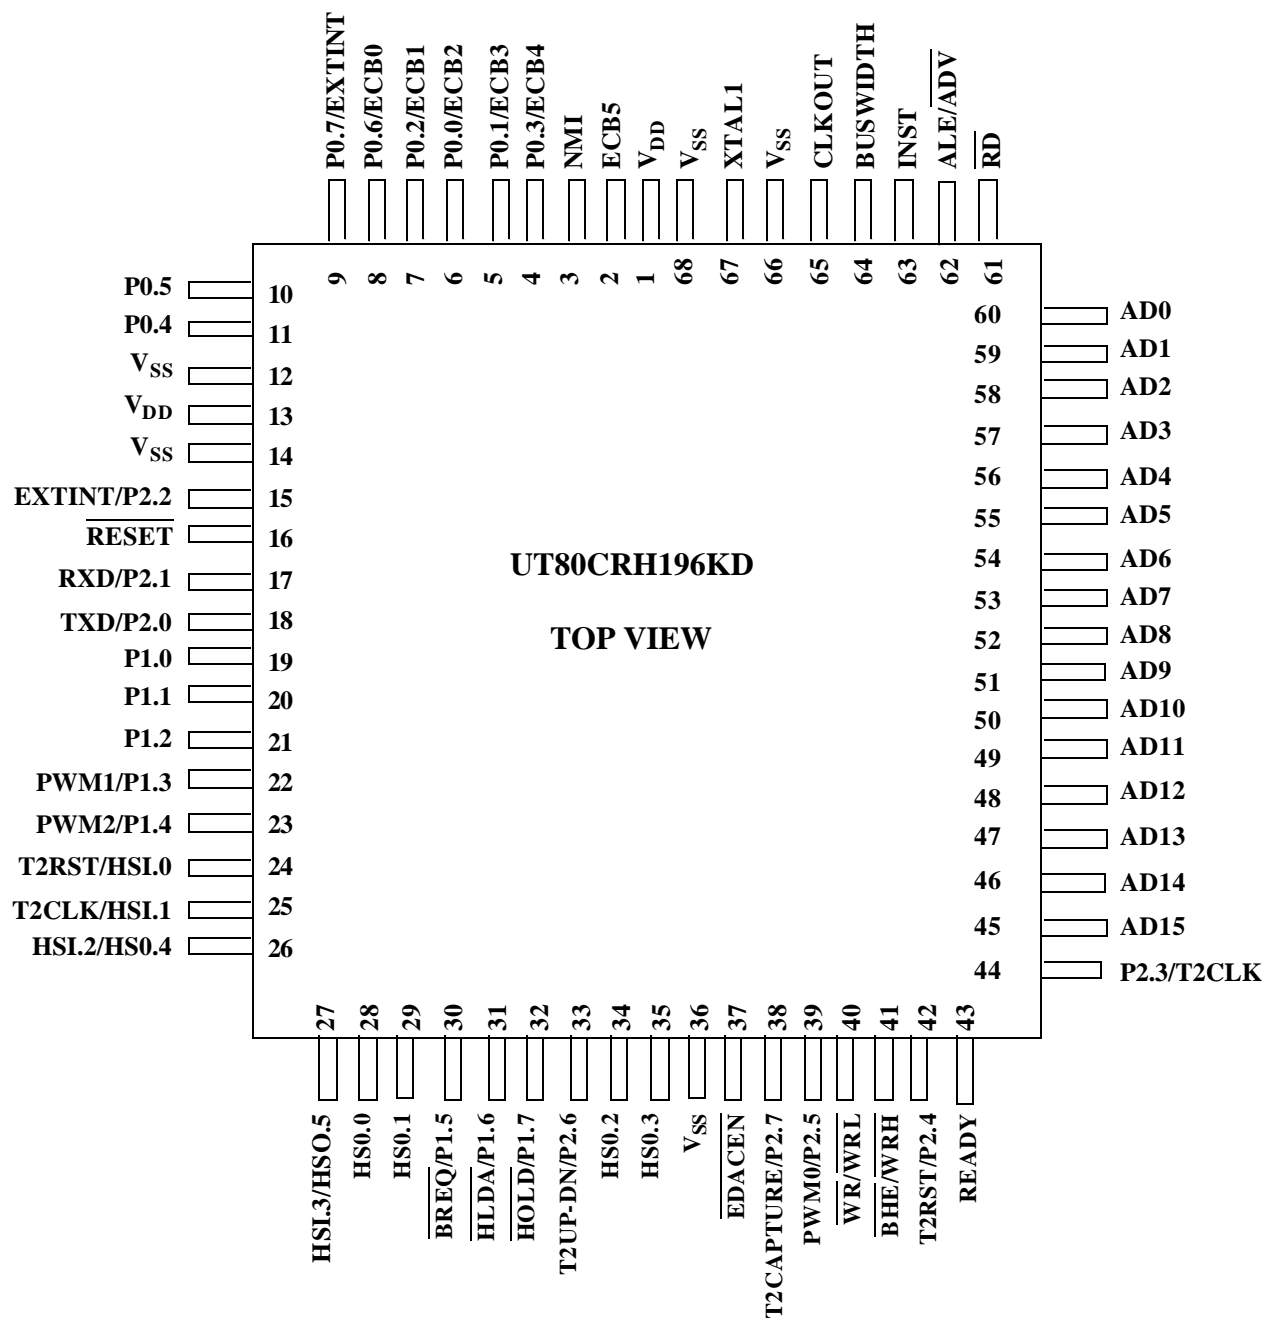 P0.7/EXTINT
P0.6/ECB0
P0.2/ECB1
P0.0/ECB2
P0.1/ECB3
P0.3/ECB4
NMI
ECB5
VDD
VSS
XTAL1
VSS
CLKOUT
BUSWIDTH
INST
ALE/ADV
RD
9
8
7
6
5
4
3
2
1
68
67
66
65
64
63
62
61
P0.5
10
P0.4
11
VSS
12
VDD
13
VSS
14
EXTINT/P2.2
15
RESET
16
RXD/P2.1
17
TXD/P2.0
18
P1.0
19
P1.1
20
P1.2
21
PWM1/P1.3
22
PWM2/P1.4
23
T2RST/HSI.0
24
T2CLK/HSI.1
25
HSI.2/HS0.4
26
UT80CRH196KD
TOP VIEW
60
AD0
59
AD1
58
AD2
57
AD3
56
AD4
55
AD5
54
AD6
53
AD7
52
AD8
51
AD9
50
AD10
49
AD11
48
AD12
47
AD13
46
AD14
45
AD15
44
P2.3/T2CLK
27
28
29
30
31
32
33
34
35
36
37
38
39
40
41
42
43
HSI.3/HSO.5
HS0.0
HS0.1
BREQ/P1.5
HLDA/P1.6
HOLD/P1.7
T2UP-DN/P2.6
HS0.2
HS0.3
VSS
EDACEN
T2CAPTURE/P2.7
PWM0/P2.5
WR/WRL
BHE/WRH
T2RST/P2.4
READY